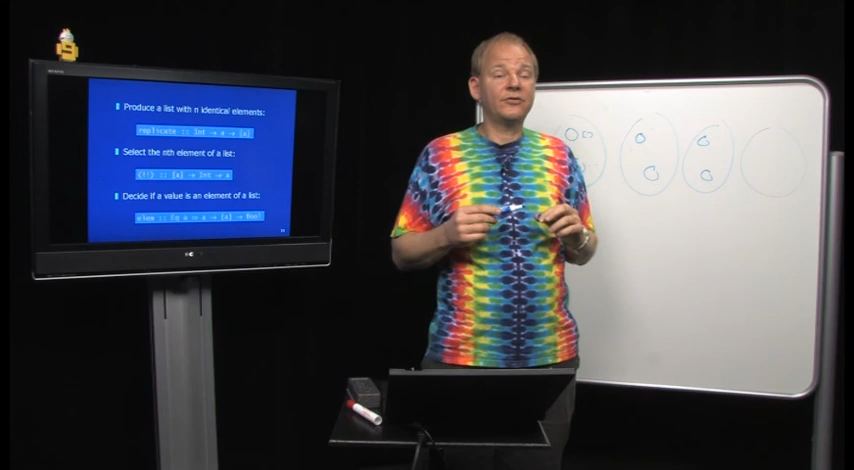 Produce a list with n identical elements:
replicate :: Int → a → [a]
Select the nth element of a list:
(!!) :: [a] → Int → a
Decide if a value is an element of a list:
elem :: Eq a ⇒ a → [a] → Bool